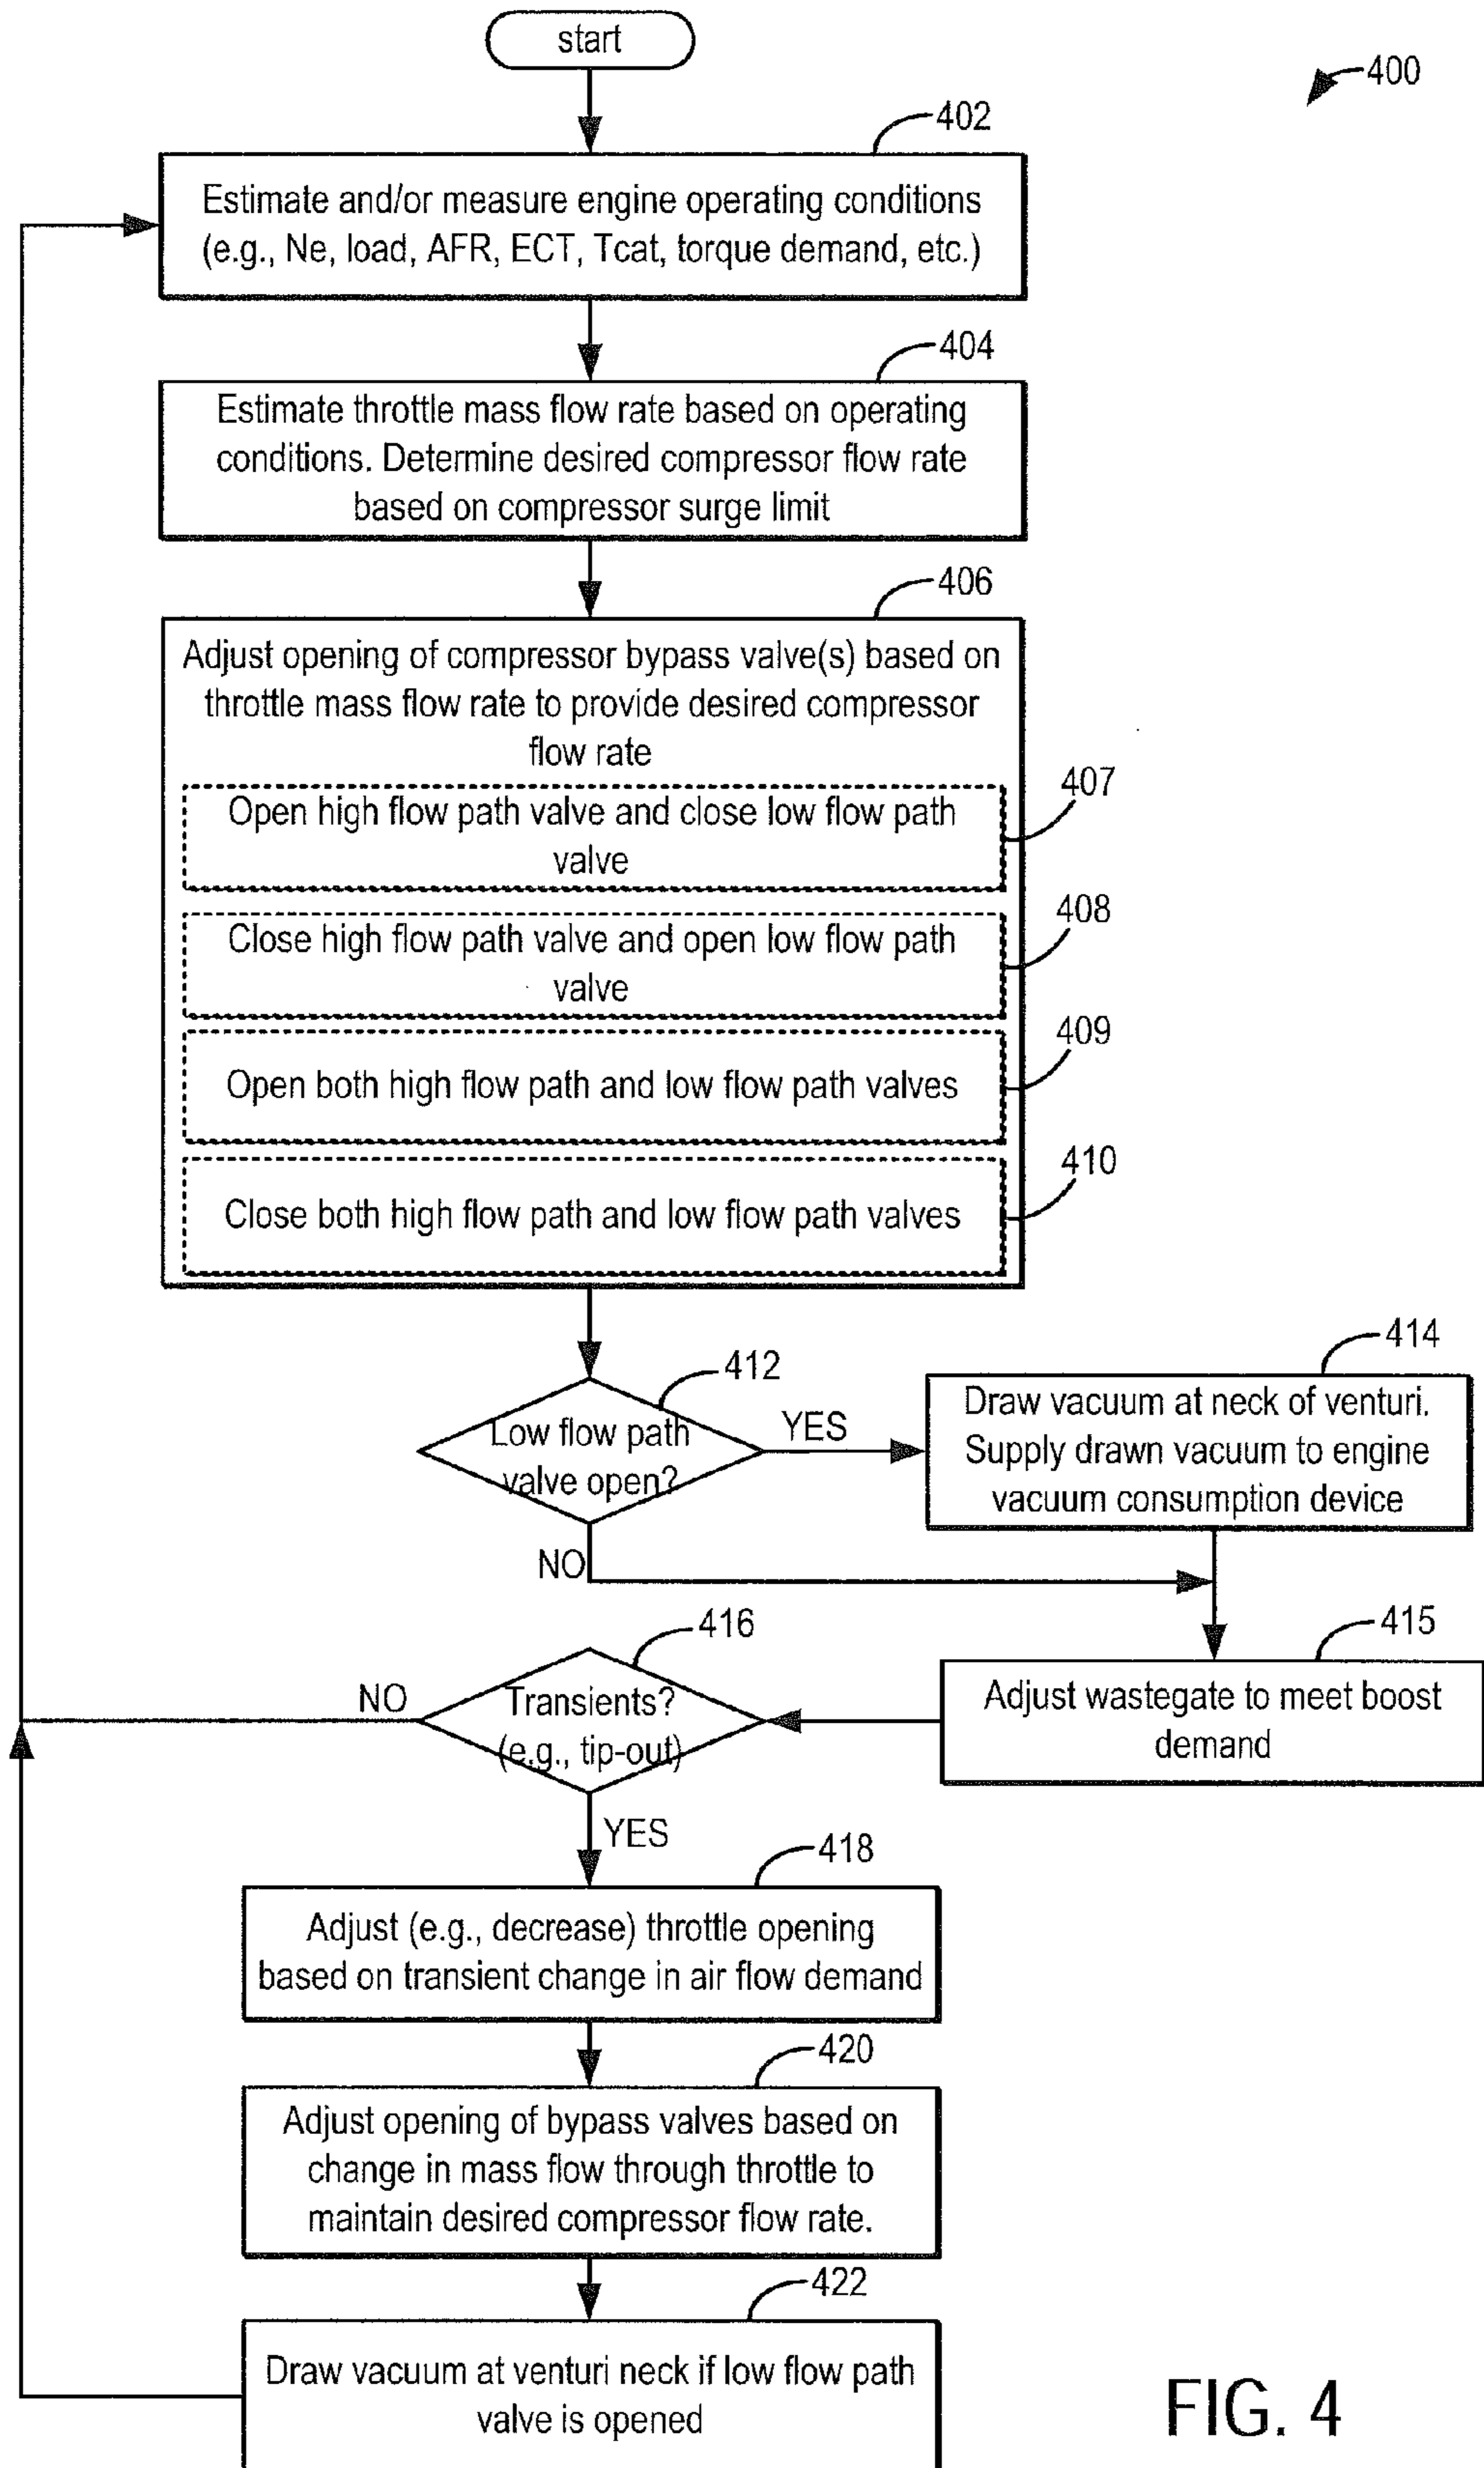 start
400
402
Estimate and/or measure engine operating conditions
(e.g., Ne, load, AFR, ECT, Tcat, torque demand, etc.)
404
Estimate throttle mass flow rate based on operating
conditions. Determine desired compressor flow rate
based on compressor surge limit
406
Adjust opening of compressor bypass valve(s) based on
throttle mass flow rate to provide desired compressor
flow rate
407
Open high flow path valve and close low flow path
valve
408
Close high flow path valve and open low flow path
valve
409
Open both high flow path and low flow path valves
410
Close both high flow path and low flow path valves
412
Low flow path
valve open?
YES
NO
414
Draw vacuum at neck of venturi.
Supply drawn vacuum to engine
vacuum consumption device
415
Adjust wastegate to meet boost
demand
416
Transients?
(e.g., tip-out)
NO
YES
418
Adjust (e.g., decrease) throttle opening
based on transient change in air flow demand
420
Adjust opening of bypass valves based on
change in mass flow through throttle to
maintain desired compressor flow rate.
422
Draw vacuum at venturi neck if low flow path
valve is opened
FIG. 4